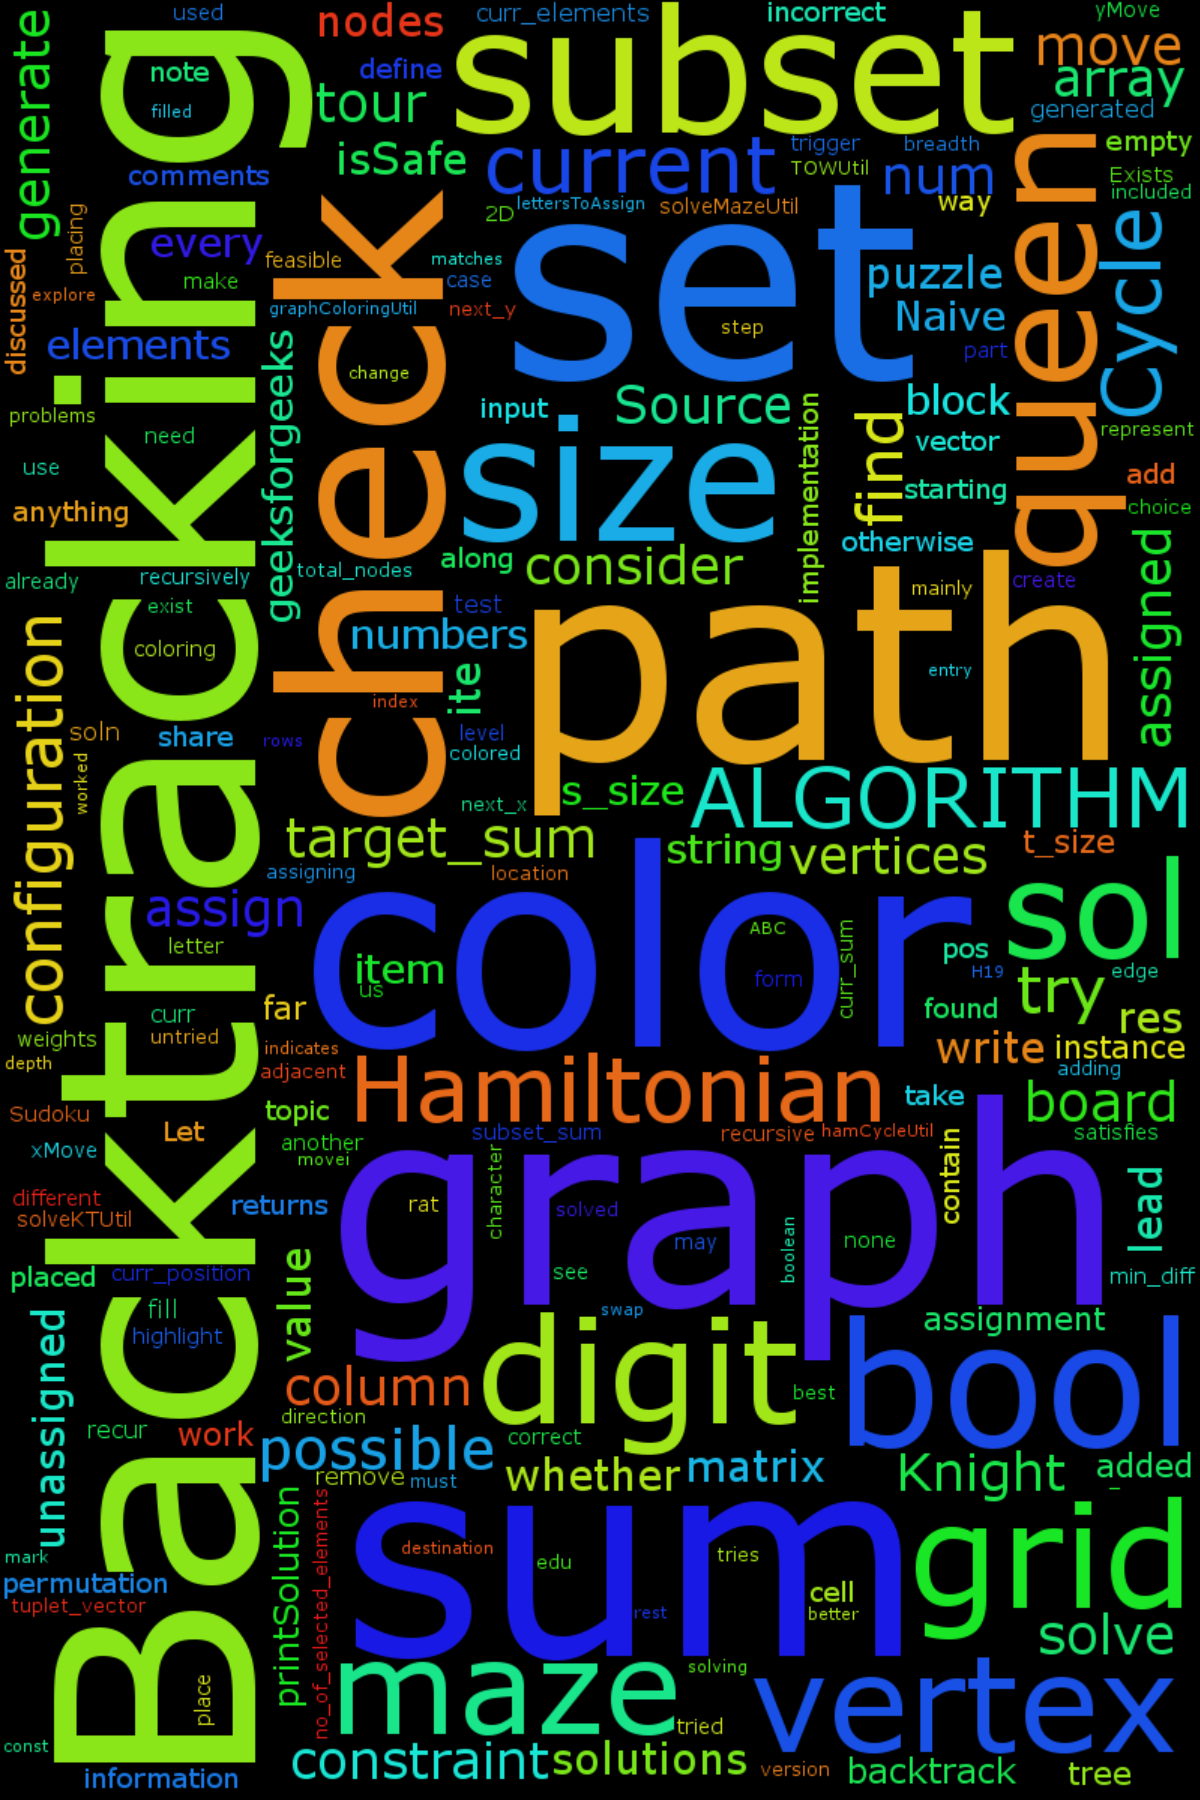 used
nodes
curr_elements
incorrect
yMove
generate
Backtracking
note
define
subset
move
filled
tour
array
generated
isSafe
current
trigger
TOWUtil
breadth
num
queen
empty
comments
Exists
included
2D
lettersToAssign
solveMazeUtil
way
placing
every
check
set
Cycle
discussed
feasible
matches
make
case
puzzle
explore
graphColoringUtil
next_y
Naive
step
elements
geeksforgeeks
part
change
problems
input
Source
implementation
find
block
need
size
vector
represent
use
starting
add
anything
choice
otherwise
assigned
already
recursively
total_nodes
along
consider
mainly
create
exist
test
path
configuration
coloring
numbers
entry
ite
index
soln
share
rows
level
colored
worked
next_x
s_size
ALGORITHM
target_sum
string
vertices
t_size
assigning
location
color
sol
assign
letter
ABC
curr_sum
pos
item
form
H19
edge
us
try
far
curr
found
res
weights
untried
indicates
write
instance
depth
adjacent
Hamiltonian
adding
Sudoku
topic
take
board
Let
another
subset_sum
recursive
hamCycleUtil
satisfies
xMove
movei
character
graph
contain
lead
different
returns
rat
solved
solveKTUtil
may
boolean
none
placed
curr_position
value
see
min_diff
fill
swap
unassigned
highlight
digit
assignment
bool
column
best
direction
recur
work
possible
correct
remove
must
whether
matrix
Knight
added
printSolution
no_of_selected_elements
sum
grid
mark
destination
edu
tries
permutation
cell
tuplet_vector
rest
better
solve
place
maze
solving
vertex
tried
const
constraint
solutions
version
backtrack
tree
information